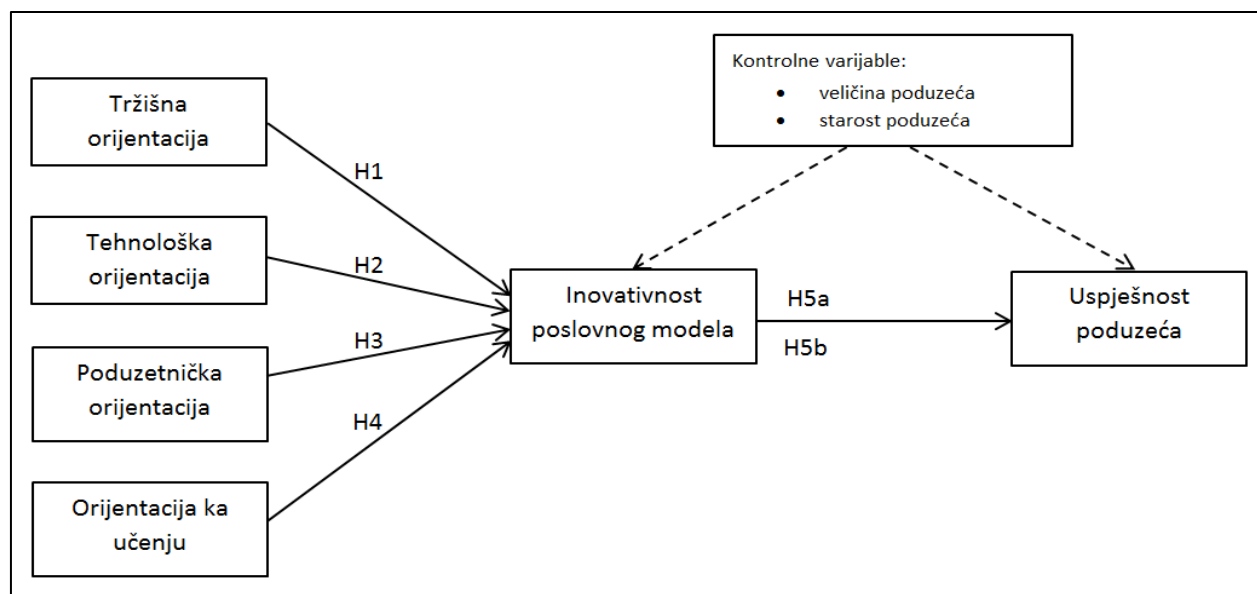 Tržišna
orijentacija
Tehnološka
orijentacija
Poduzetnička
orijentacija
Orijentacija ka
učenju
H1
H2
H3
H4
Inovativnost
poslovnog modela
Kontrolne varijable:
• veličina poduzeća
• starost poduzeća
H5a
H5b
Uspješnost
poduzeća